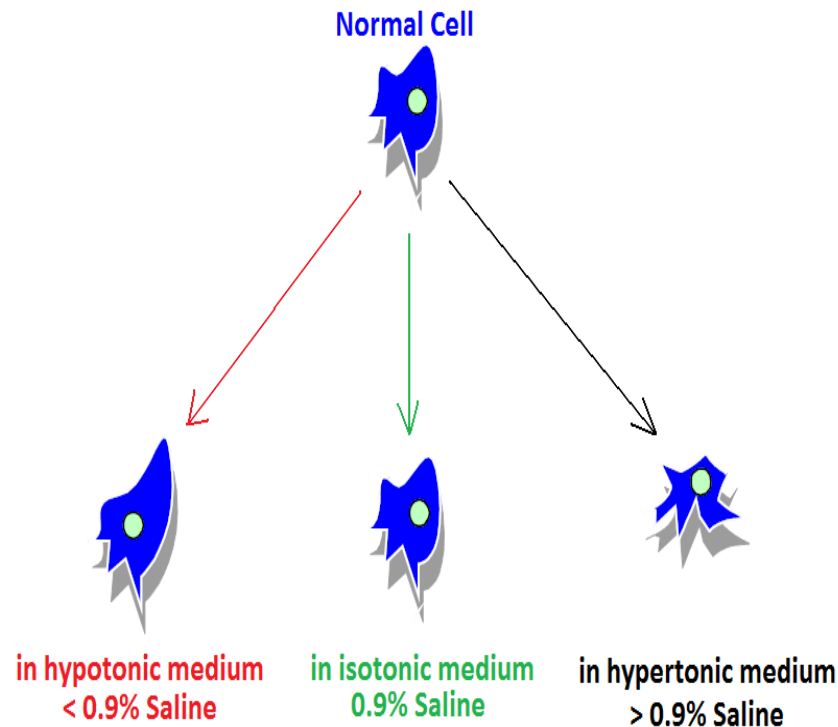 Normal Cell
in hypotonic medium
< 0.9% Saline
in isotonic medium
0.9% Saline
in hypertonic medium
> 0.9% Saline